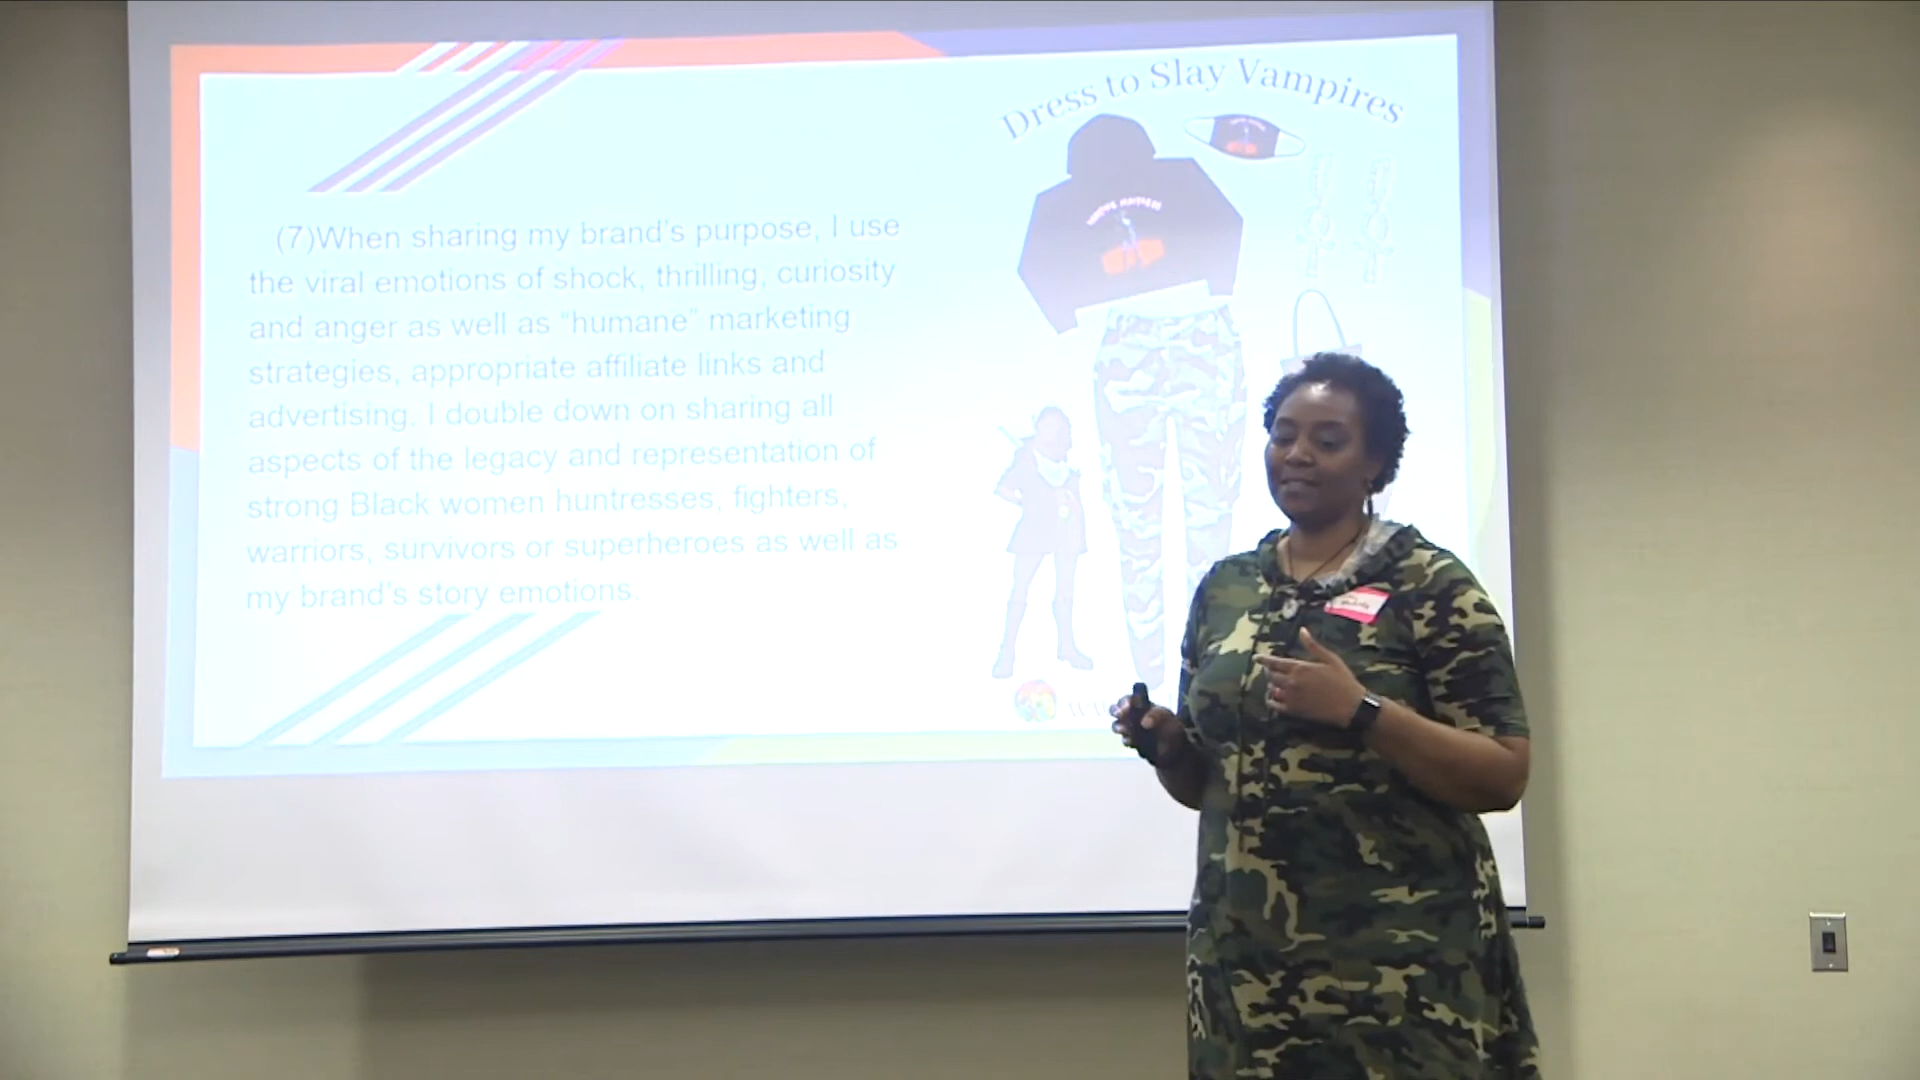 Dress to Slay Vampires
(7)When sharing my brand's purpose, I use
the viral emotions of shock, thrilling, curiosity
and anger as well as “humane” marketing
strategies, appropriate affiliate links and
advertising. I double down on sharing all
aspects of the legacy and representation of
strong Black women huntresses, fighters,
warriors, survivors or superheroes as well as
my brand's story emotions.